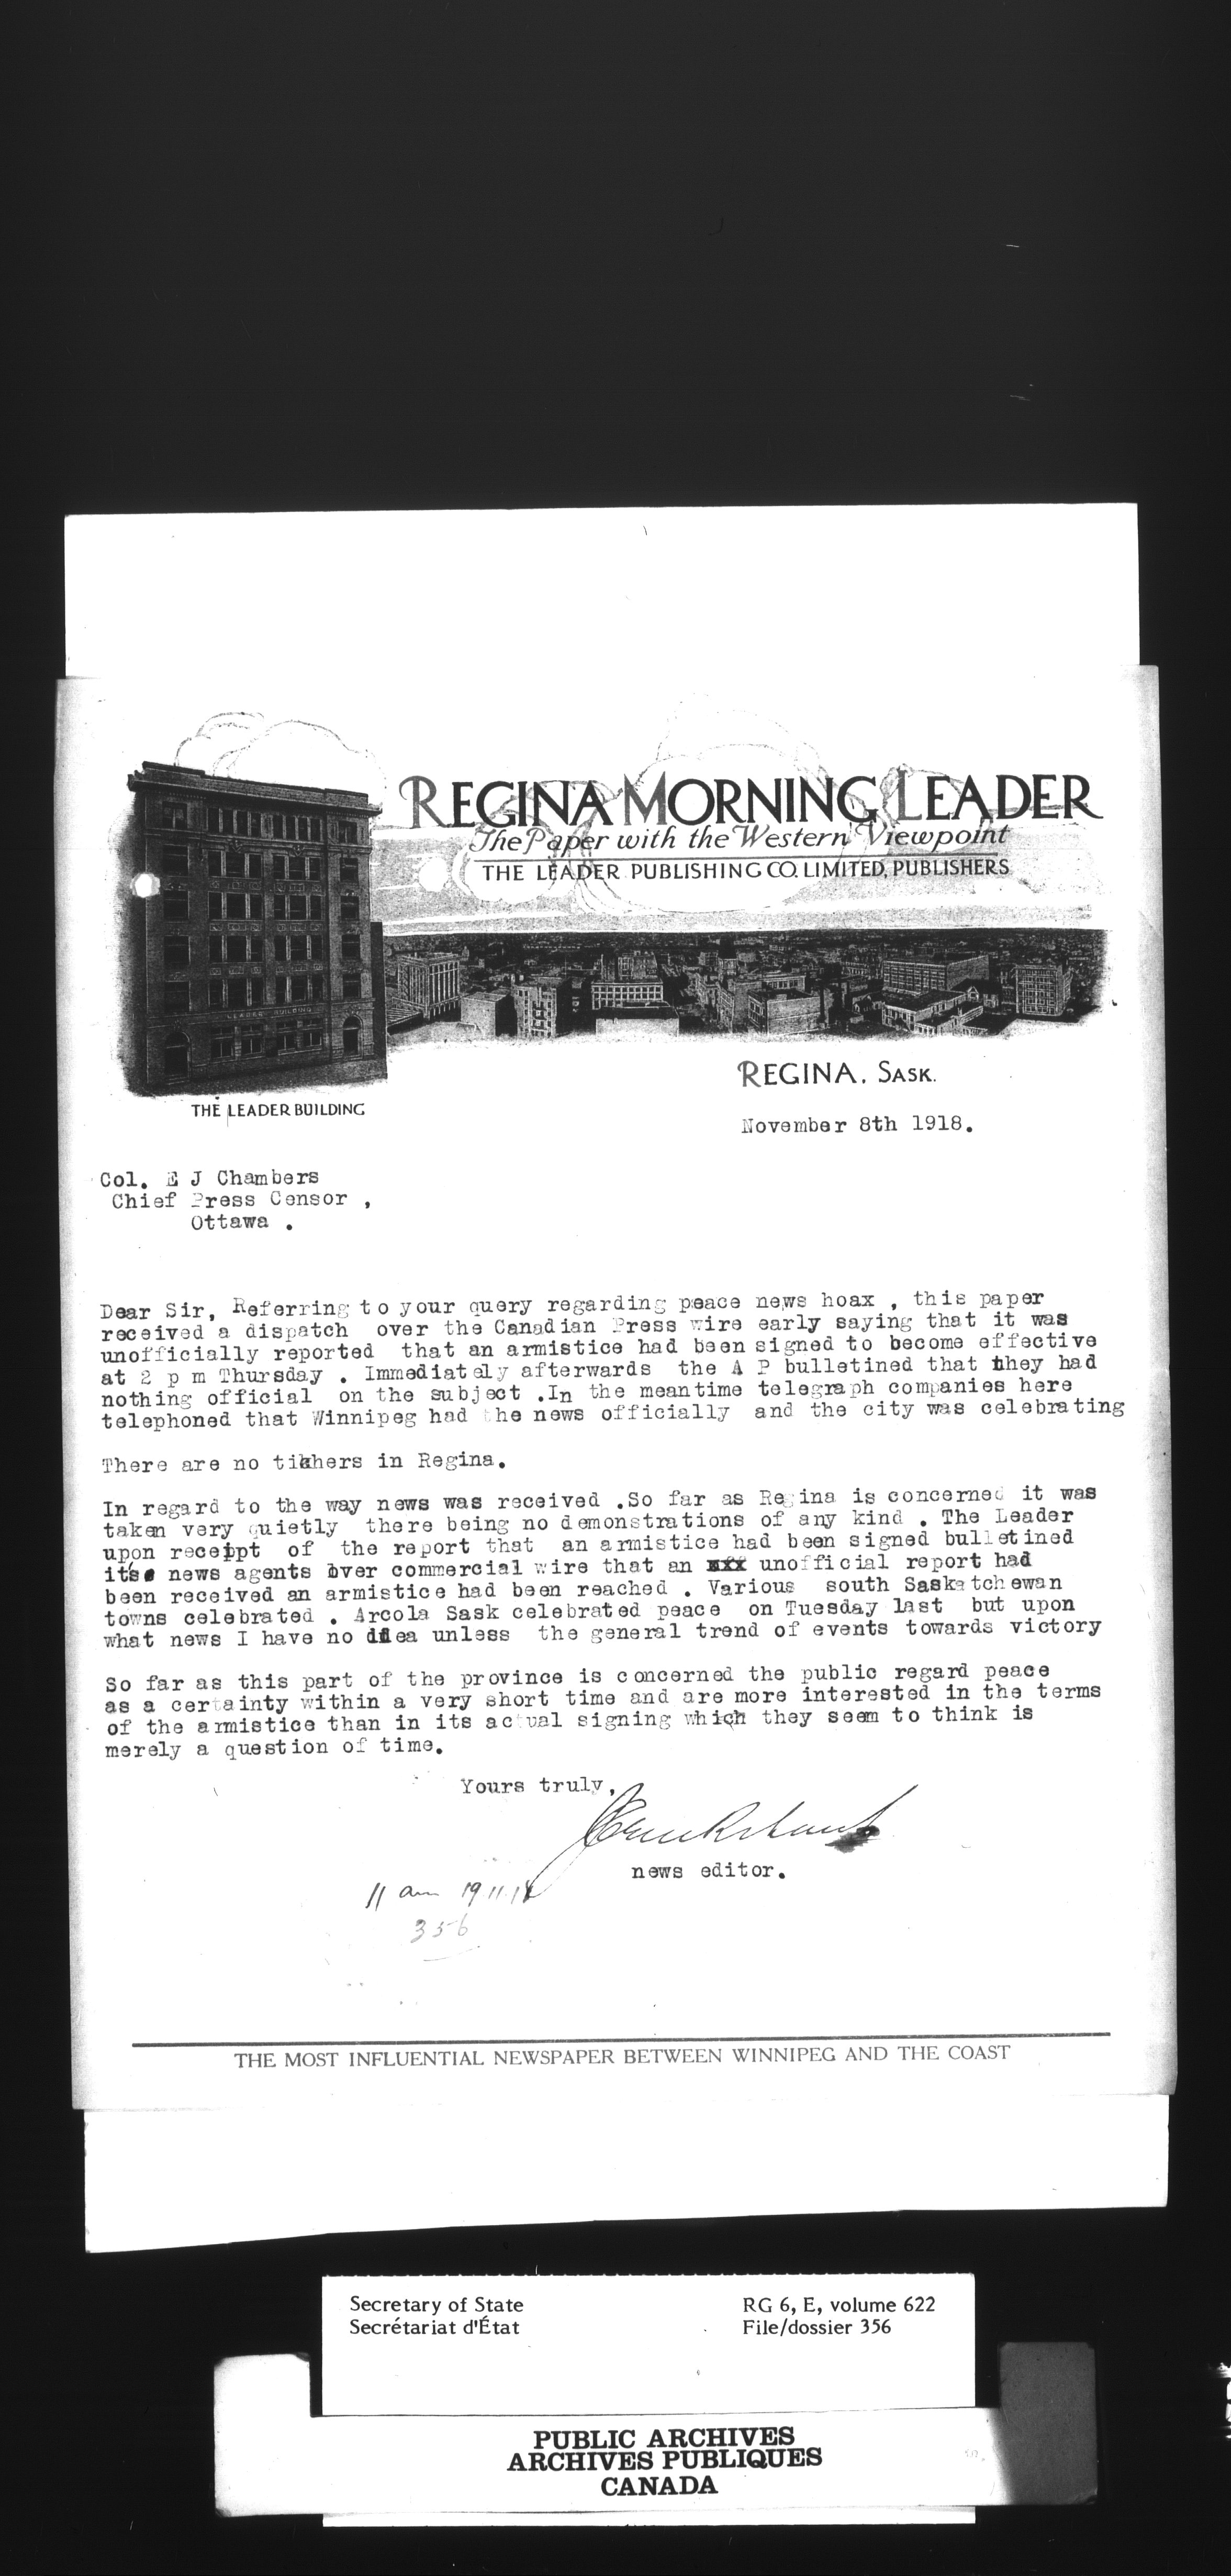 REGINA MORNING LEADER
The Paper with the Western Viewpoint
THE LEADER PUBLISHING CO. LIMITED, PUBLISHERS
LEADER BUILDING
REGINA, SASK.
THE LEADER BUILDING
November 8th 1918.
Col. E J Chambers
Chief Press Censor ,
Ottawa .
Dear Sir, Referring to your query regarding peace news hoax , this paper
received a dispatch over the Canadian Press wire early saying that it was
unofficially reported that an armistice had been signed to become effective
at 2 p m Thursday . Immediately afterwards the A P bulletined that they had
nothing official on the subject .In the meantime telegraph companies here
telephoned that Winnipeg had the news officially and the city was celebrating
There are no tikhers in Regina.
In regard to the way news was received .So far as Regina is concerned it was
taken very quietly there being no demonstrations of any kind . The Leader
upon receipt of the report that an armistice had been signed bulletined
it's news agents over commercial wire that an xxx unofficial report had
been received an armistice had been reached . Various south Saskatchewan
towns celebrated . Arcola Sask celebrated peace on Tuesday last but upon
what news I have no idea unless the general trend of events towards victory
So far as this part of the province is concerned the public regard peace
as a certainty within a very short time and are more interested in the terms
of the armistice than in its actual signing which they seem to think is
merely a question of time.
Yours truly,
news editor.
11 am 19 11.18
356
THE MOST INFLUENTIAL NEWSPAPER BETWEEN WINNIPEG AND THE COAST
Secretary of State RG 6, E, volume 622
Secrétariat d'État File/dossier 356
PUBLIC ARCHIVES
ARCHIVES PUBLIQUES
CANADA